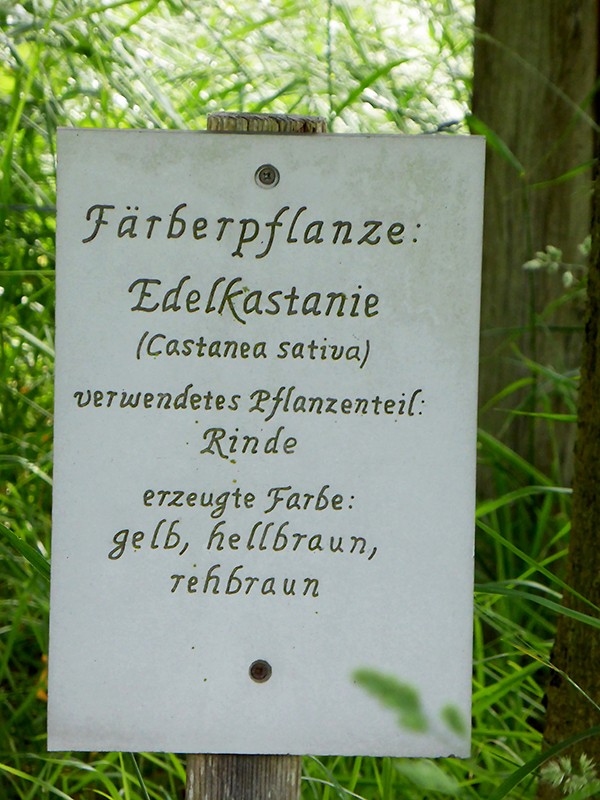 Färberpflanze:
Edelkastanie
(Castanea sativa)
verwendetes Pflanzenteil:
Rinde
erzeugte Farbe:
gelb, hellbraun,
rehbraun